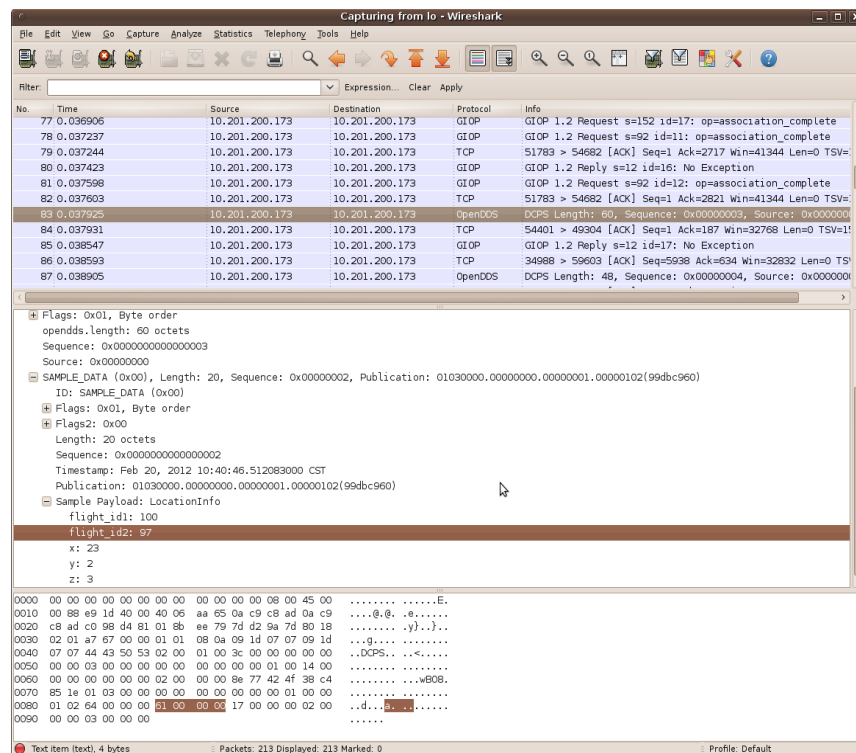 Capturing from lo - Wireshark
File Edit View Go Capture Analyze Statistics Telephony Tools Help
Filter: Expression... Clear Apply
No. Time Source Destination Protocol Info
77 0.036906 10.201.200.173 10.201.200.173 GIOP GIOP 1.2 Request s=152 id=17: op=association_complete
78 0.037237 10.201.200.173 10.201.200.173 GIOP GIOP 1.2 Request s=92 id=11: op=association_complete
79 0.037244 10.201.200.173 10.201.200.173 TCP 51783 > 54682 [ACK] Seq=1 Ack=2717 Win=41344 Len=0 TSV=
80 0.037423 10.201.200.173 10.201.200.173 GIOP GIOP 1.2 Reply s=12 id=16: No Exception
81 0.037598 10.201.200.173 10.201.200.173 GIOP GIOP 1.2 Request s=92 id=12: op=association_complete
82 0.037603 10.201.200.173 10.201.200.173 TCP 51783 > 54682 [ACK] Seq=1 Ack=2821 Win=41344 Len=0 TSV=
83 0.037925 10.201.200.173 10.201.200.173 OpenDDS DCPS Length: 60, Sequence: 0x00000003, Source: 0x0000000
84 0.037931 10.201.200.173 10.201.200.173 TCP 54401 > 49304 [ACK] Seq=1 Ack=187 Win=32768 Len=0 TSV=15
85 0.038547 10.201.200.173 10.201.200.173 GIOP GIOP 1.2 Reply s=12 id=17: No Exception
86 0.038593 10.201.200.173 10.201.200.173 TCP 34988 > 59603 [ACK] Seq=5938 Ack=634 Win=32832 Len=0 TS
87 0.038905 10.201.200.173 10.201.200.173 OpenDDS DCPS Length: 48, Sequence: 0x00000004, Source: 0x0000000
Flags: 0x01, Byte order
opendds.length: 60 octets
Sequence: 0x0000000000000003
Source: 0x00000000
SAMPLE_DATA (0x00), Length: 20, Sequence: 0x00000002, Publication: 01030000.00000000.00000001.00000102(99dbc960)
ID: SAMPLE_DATA (0x00)
Flags: 0x01, Byte order
Flags2: 0x00
Length: 20 octets
Sequence: 0x0000000000000002
Timestamp: Feb 20, 2012 10:40:46.512083000 CST
Publication: 01030000.00000000.00000001.00000102(99dbc960)
Sample Payload: LocationInfo
flight_id1: 100
flight_id2: 97
x: 23
y: 2
z: 3
0000 00 00 00 00 00 00 00 00 00 00 00 00 08 00 45 00 ........ ......E.
0010 00 88 e9 1d 40 00 40 06 aa 65 0a c9 c8 ad 0a c9 ....@.@. .e......
0020 c8 ad c0 98 d4 81 01 8b ee 79 7d d2 9a 7d 80 18 ........ .y}..}..
0030 02 01 a7 67 00 00 01 01 08 0a 09 1d 07 07 09 1d ...g.... ........
0040 07 07 44 43 50 53 02 00 01 00 3c 00 00 00 00 00 ..DCPS.. ..<.....
0050 00 00 03 00 00 00 00 00 00 00 00 00 01 00 14 00 ........ ........
0060 00 00 00 00 00 00 02 00 00 00 8e 77 42 4f 38 c4 ........ ...wBO8.
0070 85 1e 01 03 00 00 00 00 00 00 00 00 00 01 00 00 ........ ........
0080 01 02 64 00 00 00 61 00 00 00 17 00 00 00 02 00 ..d...a. ........
0090 00 00 03 00 00 00 ......
Text item (text), 4 bytes Packets: 213 Displayed: 213 Marked: 0 Profile: Default